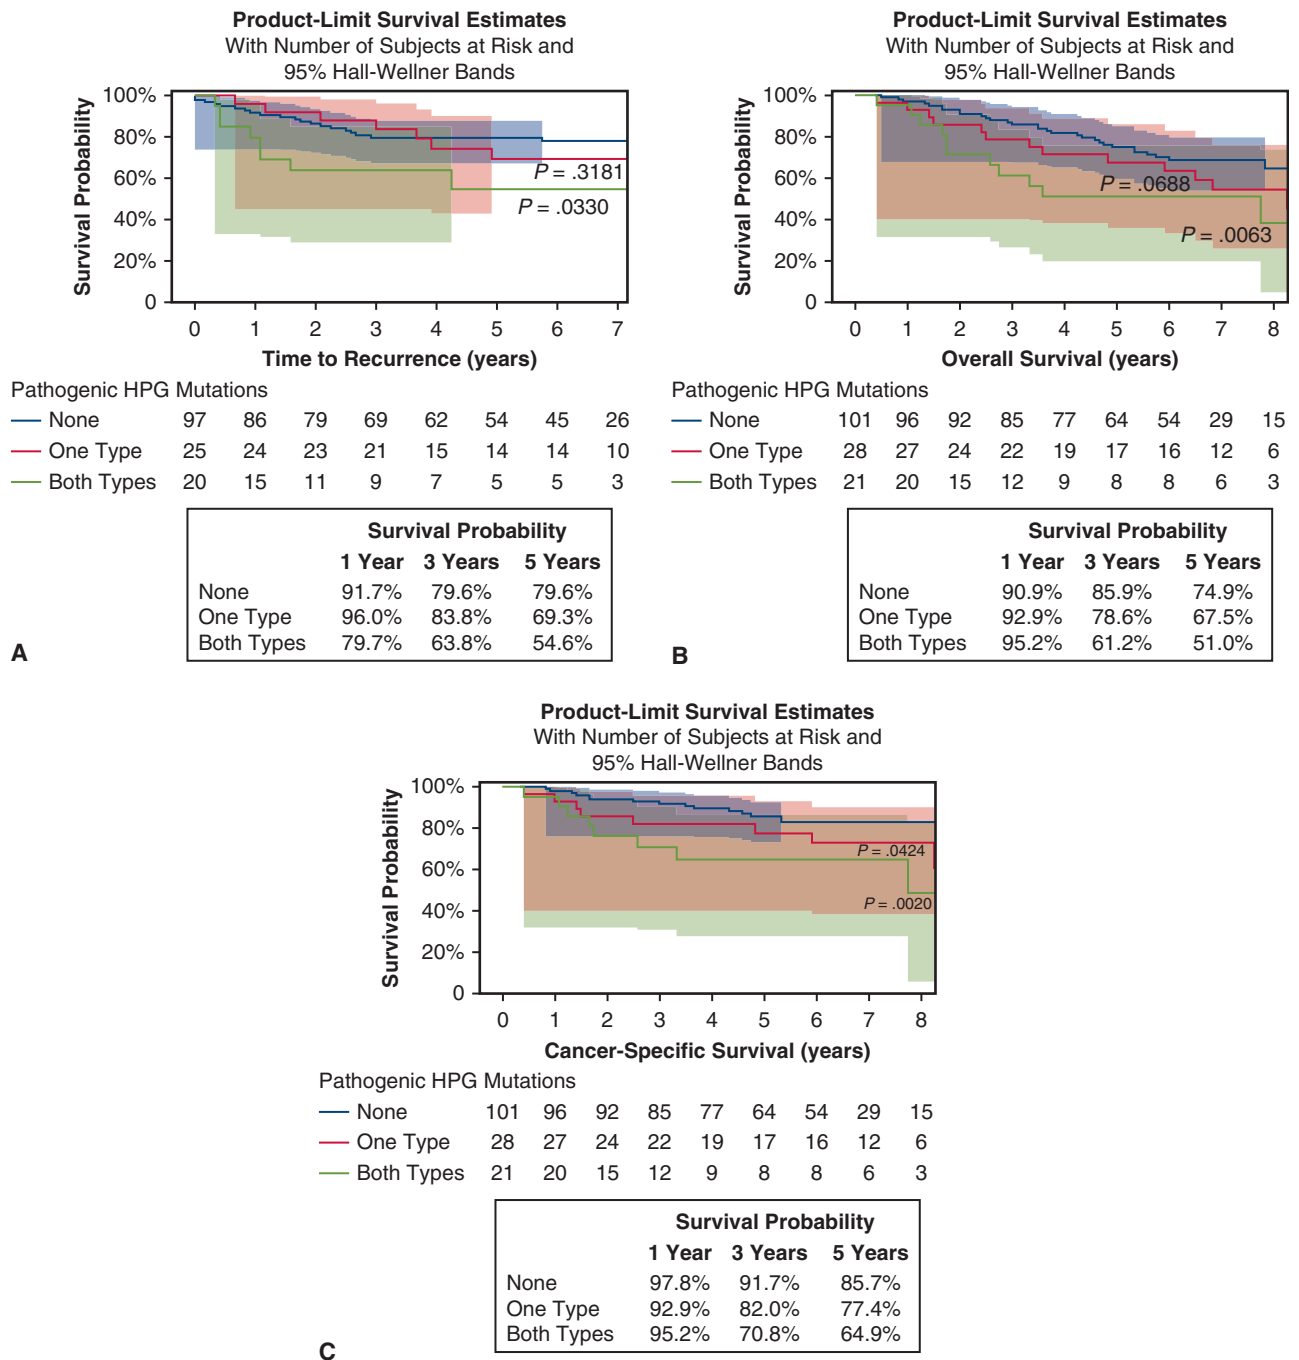 Product-Limit Survival Estimates
With Number of Subjects at Risk and
95% Hall-Wellner Bands
Survival Probability
100%
80%
60%
40%
20%
0
P = .3181
P = .0330
0 1 2 3 4 5 6 7
Time to Recurrence (years)
Pathogenic HPG Mutations
None 97 86 79 69 62 54 45 26
One Type 25 24 23 21 15 14 14 10
Both Types 20 15 11 9 7 5 5 3
Survival Probability
1 Year 3 Years 5 Years
None 91.7% 79.6% 79.6%
One Type 96.0% 83.8% 69.3%
Both Types 79.7% 63.8% 54.6%
A
Product-Limit Survival Estimates
With Number of Subjects at Risk and
95% Hall-Wellner Bands
Survival Probability
100%
80%
60%
40%
20%
0
P = .0688
P = .0063
0 1 2 3 4 5 6 7 8
Overall Survival (years)
Pathogenic HPG Mutations
None 101 96 92 85 77 64 54 29 15
One Type 28 27 24 22 19 17 16 12 6
Both Types 21 20 15 12 9 8 8 6 3
Survival Probability
1 Year 3 Years 5 Years
None 90.9% 85.9% 74.9%
One Type 92.9% 78.6% 67.5%
Both Types 95.2% 61.2% 51.0%
B
Product-Limit Survival Estimates
With Number of Subjects at Risk and
95% Hall-Wellner Bands
Survival Probability
100%
80%
60%
40%
20%
0
P = .0424
P = .0020
0 1 2 3 4 5 6 7 8
Cancer-Specific Survival (years)
Pathogenic HPG Mutations
None 101 96 92 85 77 64 54 29 15
One Type 28 27 24 22 19 17 16 12 6
Both Types 21 20 15 12 9 8 8 6 3
Survival Probability
1 Year 3 Years 5 Years
None 97.8% 91.7% 85.7%
One Type 92.9% 82.0% 77.4%
Both Types 95.2% 70.8% 64.9%
C